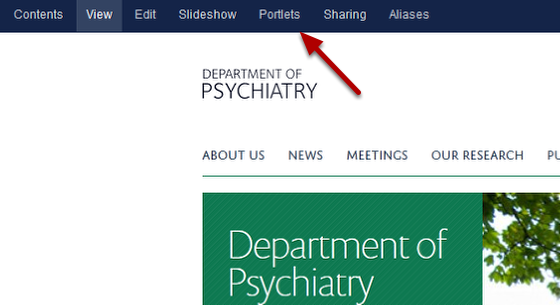 Contents View Edit Slideshow Portlets Sharing Aliases
DEPARTMENT OF
PSYCHIATRY
ABOUT US NEWS MEETINGS OUR RESEARCH PU
Department of
Psychiatry